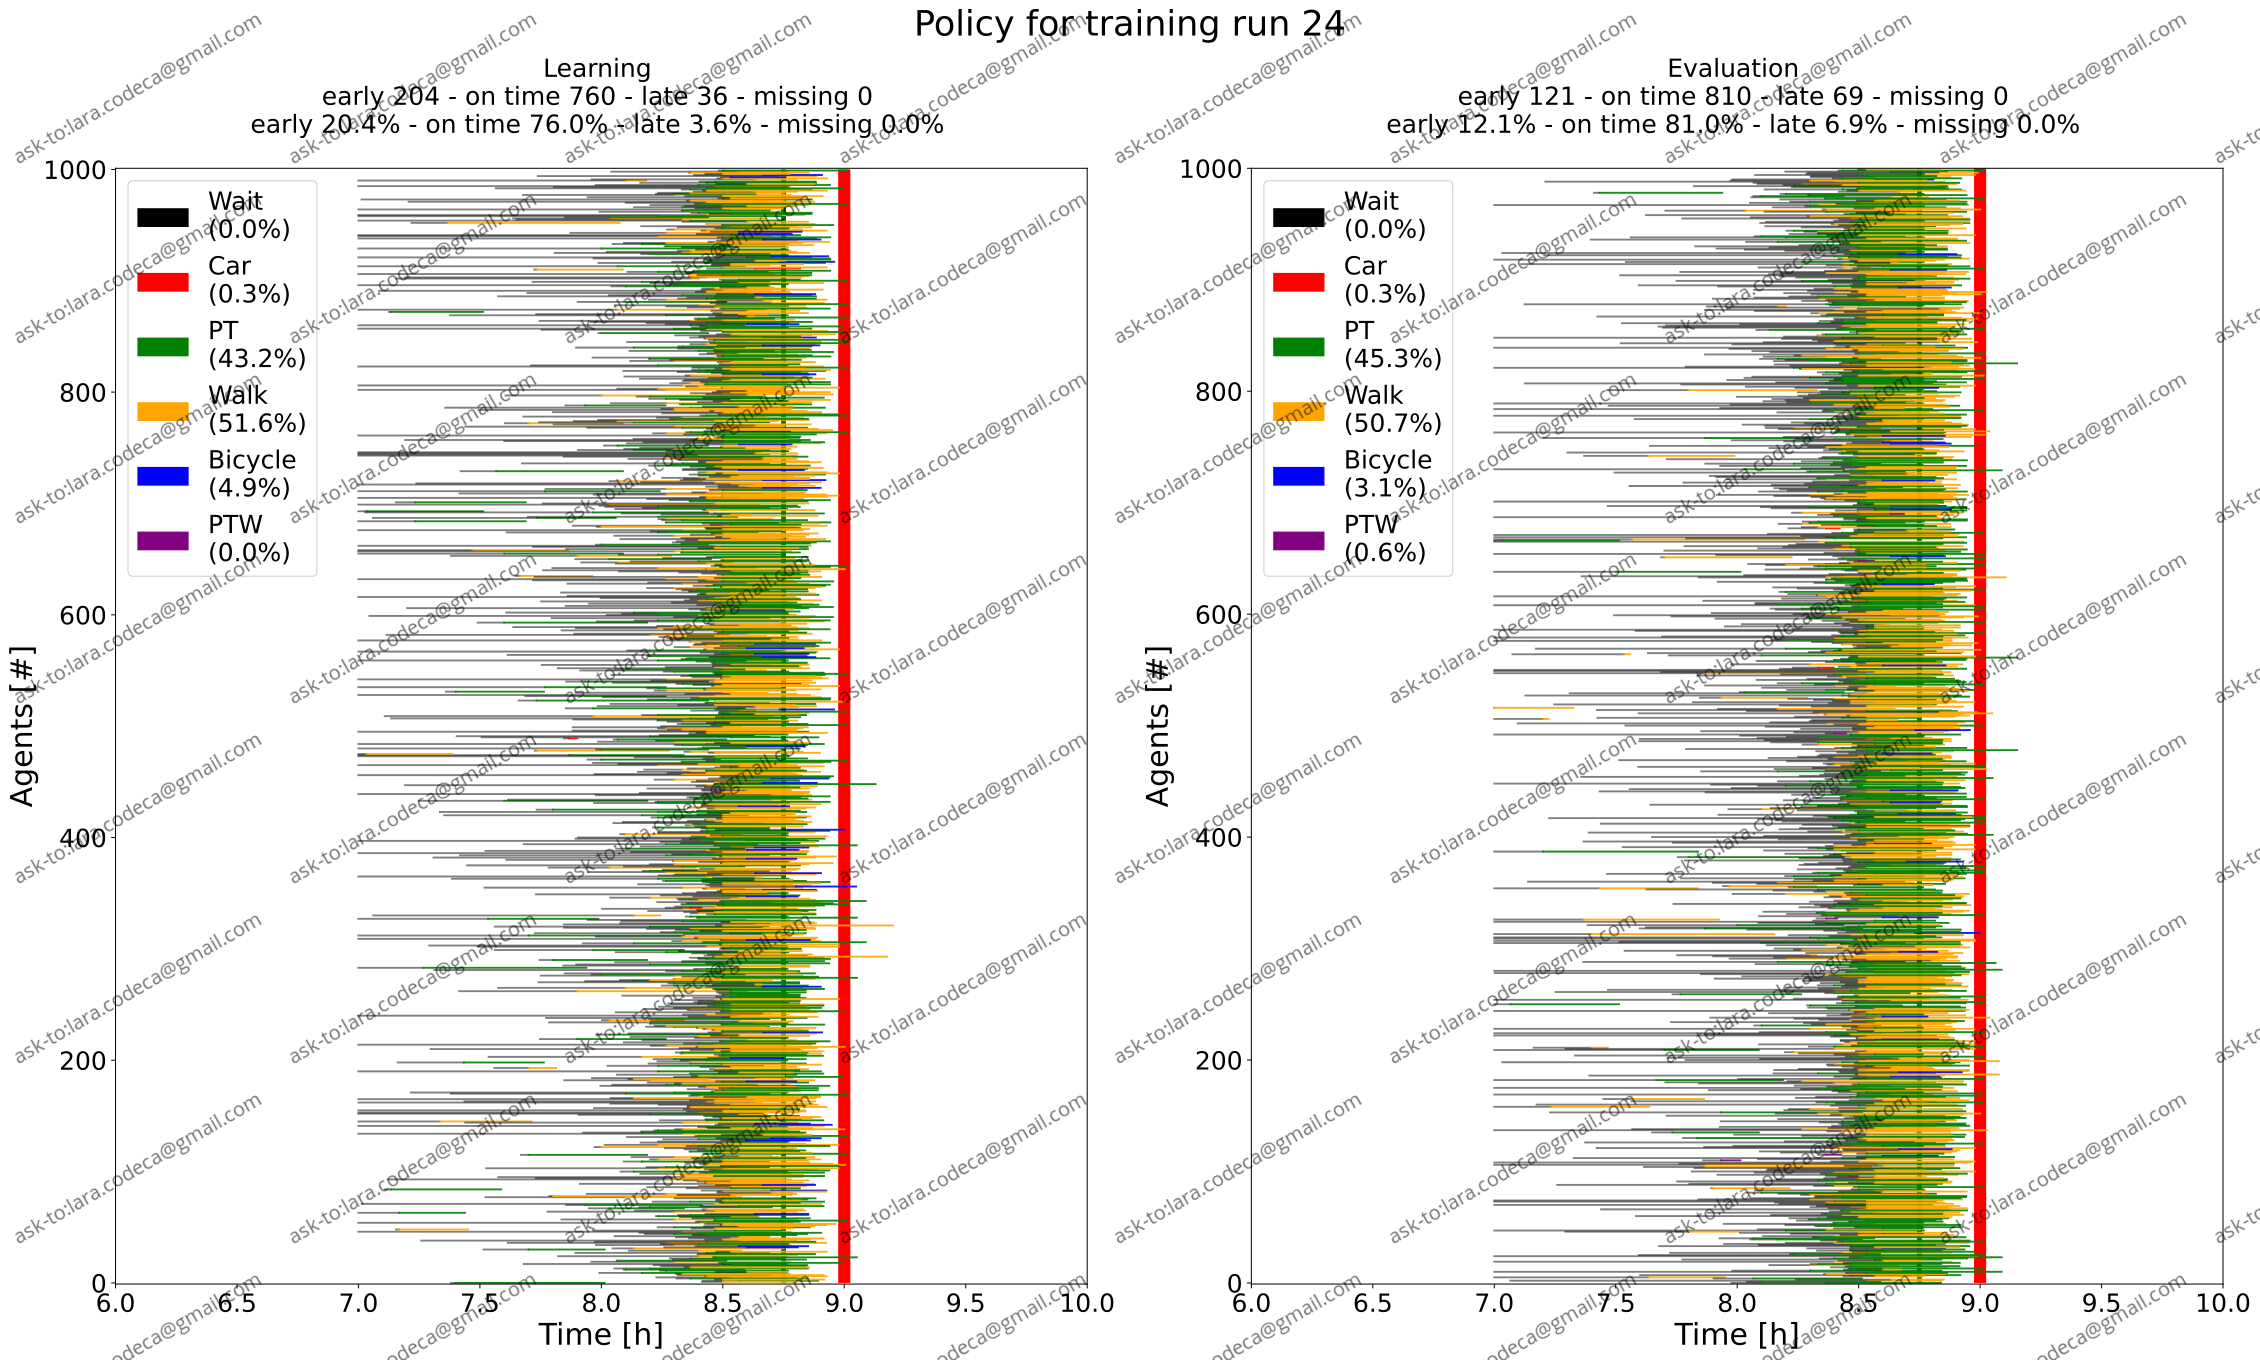 Policy for training run 24
Learning
early 204 - on time 760 - late 36 - missing 0
early 20.4% - on time 76.0% - late 3.6% - missing 0.0%
Agents [#]
1000
800
600
400
200
0
Wait
(0.0%)
Car
(0.3%)
PT
(43.2%)
Walk
(51.6%)
Bicycle
(4.9%)
PTW
(0.0%)
6.0 6.5 7.0 7.5 8.0 8.5 9.0 9.5 10.0
Time [h]
Evaluation
early 121 - on time 810 - late 69 - missing 0
early 12.1% - on time 81.0% - late 6.9% - missing 0.0%
Agents [#]
1000
800
600
400
200
0
Wait
(0.0%)
Car
(0.3%)
PT
(45.3%)
Walk
(50.7%)
Bicycle
(3.1%)
PTW
(0.6%)
6.0 6.5 7.0 7.5 8.0 8.5 9.0 9.5 10.0
Time [h]
ask-to:lara.codeca@gmail.com